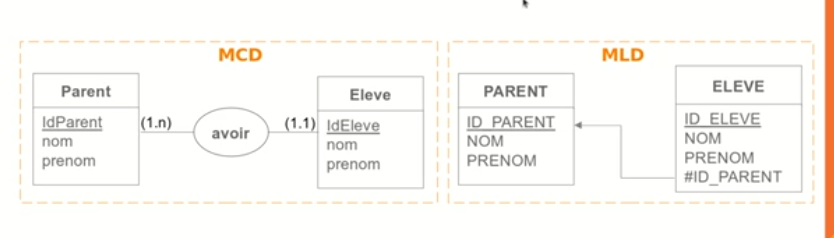 MCD
Parent
IdParent
nom
prenom
(1.n)
avoir
(1.1)
Eleve
IdEleve
nom
prenom
MLD
PARENT
ID_PARENT
NOM
PRENOM
ELEVE
ID_ELEVE
NOM
PRENOM
#ID_PARENT